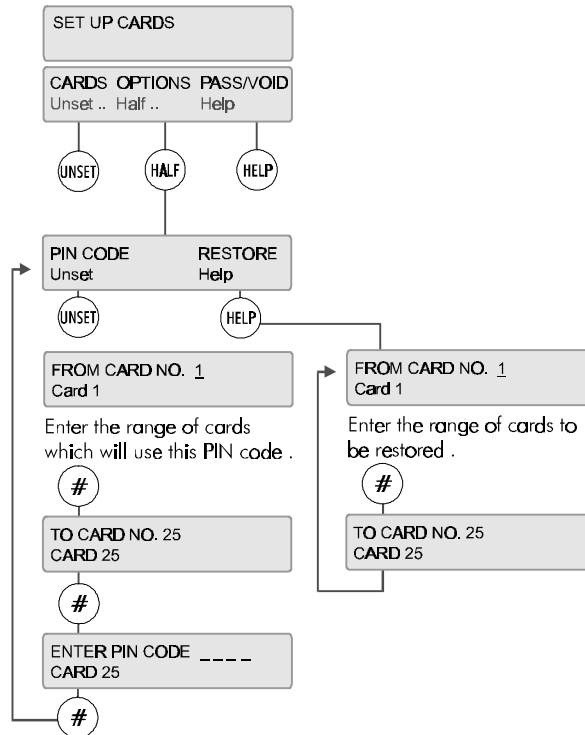 SET UP CARDS
CARDS OPTIONS PASS/VOID
Unset .. Half .. Help
UNSET HALF HELP
PIN CODE RESTORE
Unset Help
UNSET HELP
FROM CARD NO. 1
Card 1
Enter the range of cards
which will use this PIN code .
#
TO CARD NO. 25
CARD 25
#
ENTER PIN CODE _ _ _ _
CARD 25
#
FROM CARD NO. 1
Card 1
Enter the range of cards to
be restored .
#
TO CARD NO. 25
CARD 25